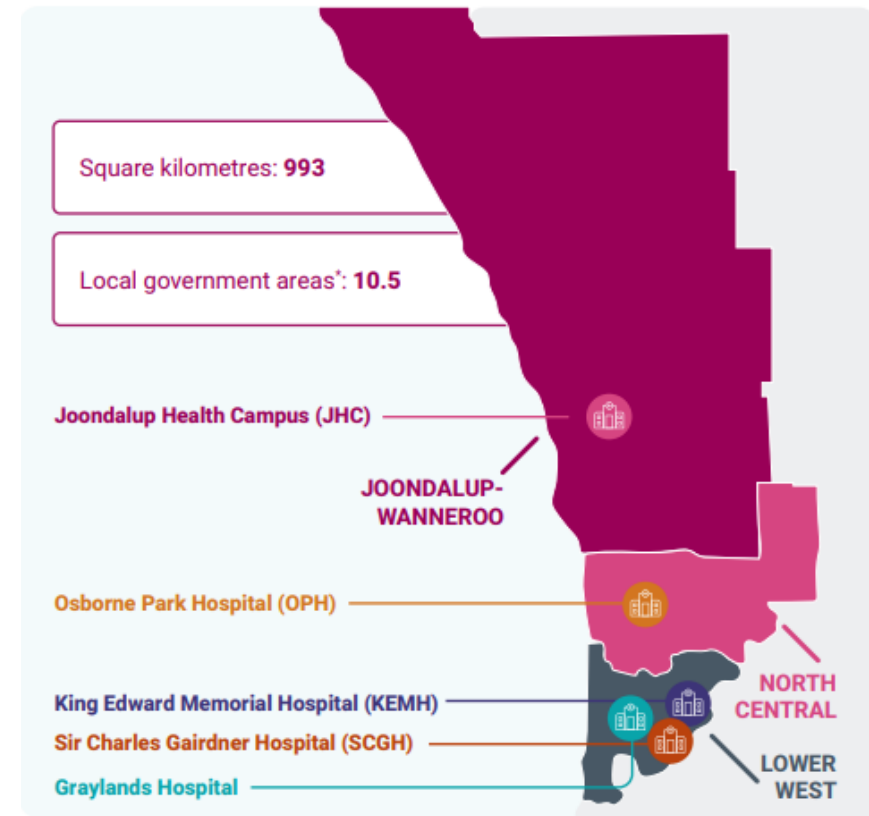 Square kilometres: 993
Local government areas*: 10.5
Joondalup Health Campus (JHC)
JOONDALUP-
WANNEROO
Osborne Park Hospital (OPH)
NORTH
CENTRAL
King Edward Memorial Hospital (KEMH)
Sir Charles Gairdner Hospital (SCGH)
LOWER
WEST
Graylands Hospital